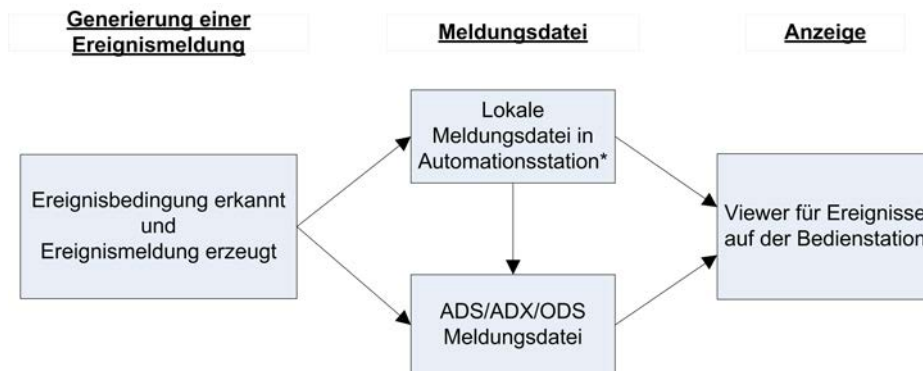 Generierung einer
Ereignismeldung
Meldungsdatei
Anzeige
Ereignisbedingung erkannt
und
Ereignismeldung erzeugt
Lokale
Meldungsdatei in
Automationsstation*
ADS/ADX/ODS
Meldungsdatei
Viewer für Ereignisse
auf der Bedienstation